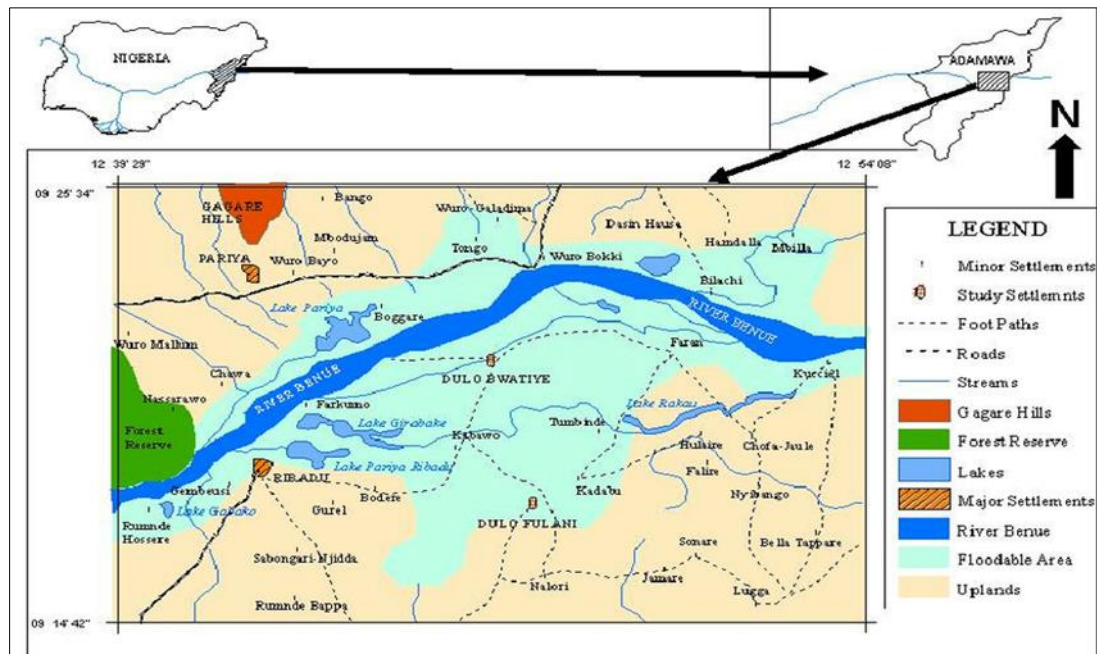 NIGERIA
ADAMAWA
N
12 39' 29"
12 54' 08"
09 25' 34"
GAGARE
HILLS
Bango
Wuro-Galadima
Dasin Hausa
Hamdalla
Mbilla
Mbodujam
Tongo
PARIYA
Wuro Bayo
Wuro Bokki
Bilachi
Lake Pariya
Boggare
RIVER BENUE
Wuro Mallum
Faran
Chawa
DULO BWATIYE
Kurciel
RIVER BENUE
Nassarawo
Farkumo
Lake Rakau
Forest
Reserve
Lake Girabake
Kabawo
Tumbinde
Hulaire
Chofa-Jaule
Lake Pariya Ribadu
RIBADU
Falire
Gembeusi
Bodere
Kadabu
Nyibango
Lake Gabako
Gurel
DULO FULANI
Rumnde
Hossere
Sonare
Bella Tappare
Sabongari-Njidda
Jamare
Nalori
Lugga
Rumnde Bappa
09 14' 42"
LEGEND
Minor Settlements
Study Settlemnts
Foot Paths
Roads
Streams
Gagare Hills
Forest Reserve
Lakes
Major Settlements
River Benue
Floodable Area
Uplands